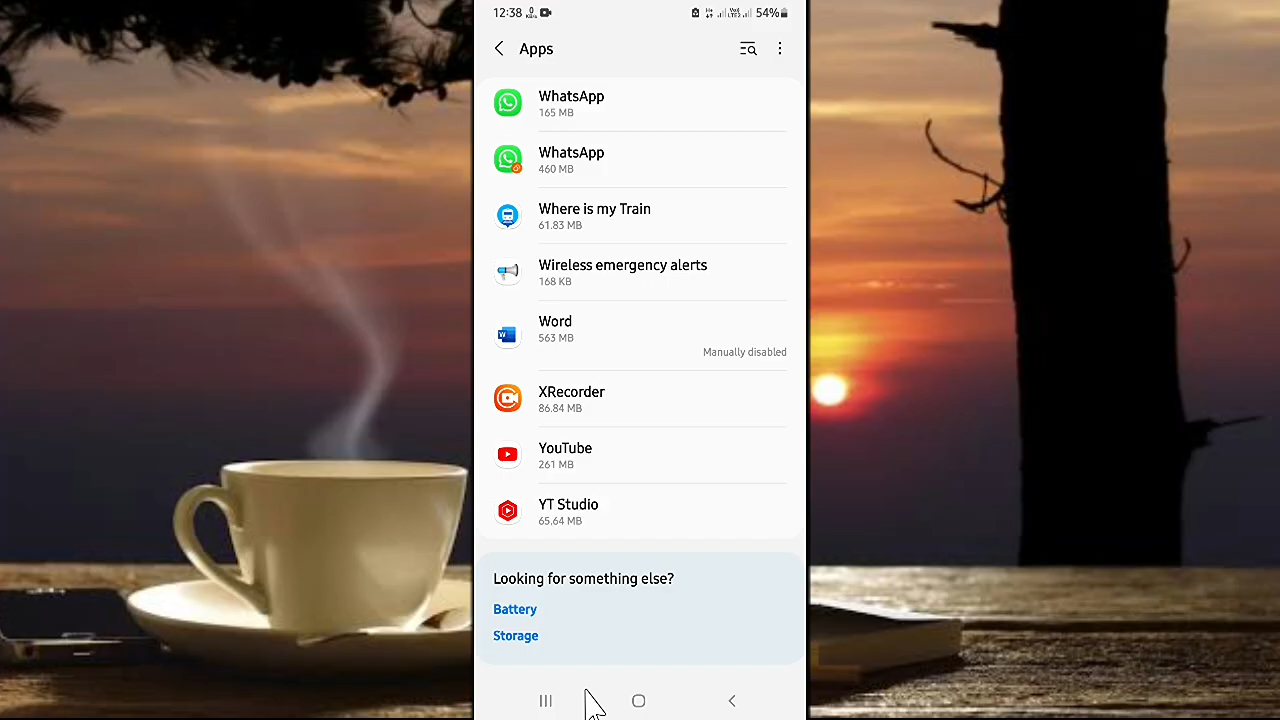 12:38 54%
Apps
WhatsApp
165 MB
WhatsApp
460 MB
Where is my Train
61.83 MB
Wireless emergency alerts
168 KB
Word
563 MB
Manually disabled
XRecorder
86.84 MB
YouTube
261 MB
YT Studio
65.64 MB
Looking for something else?
Battery
Storage